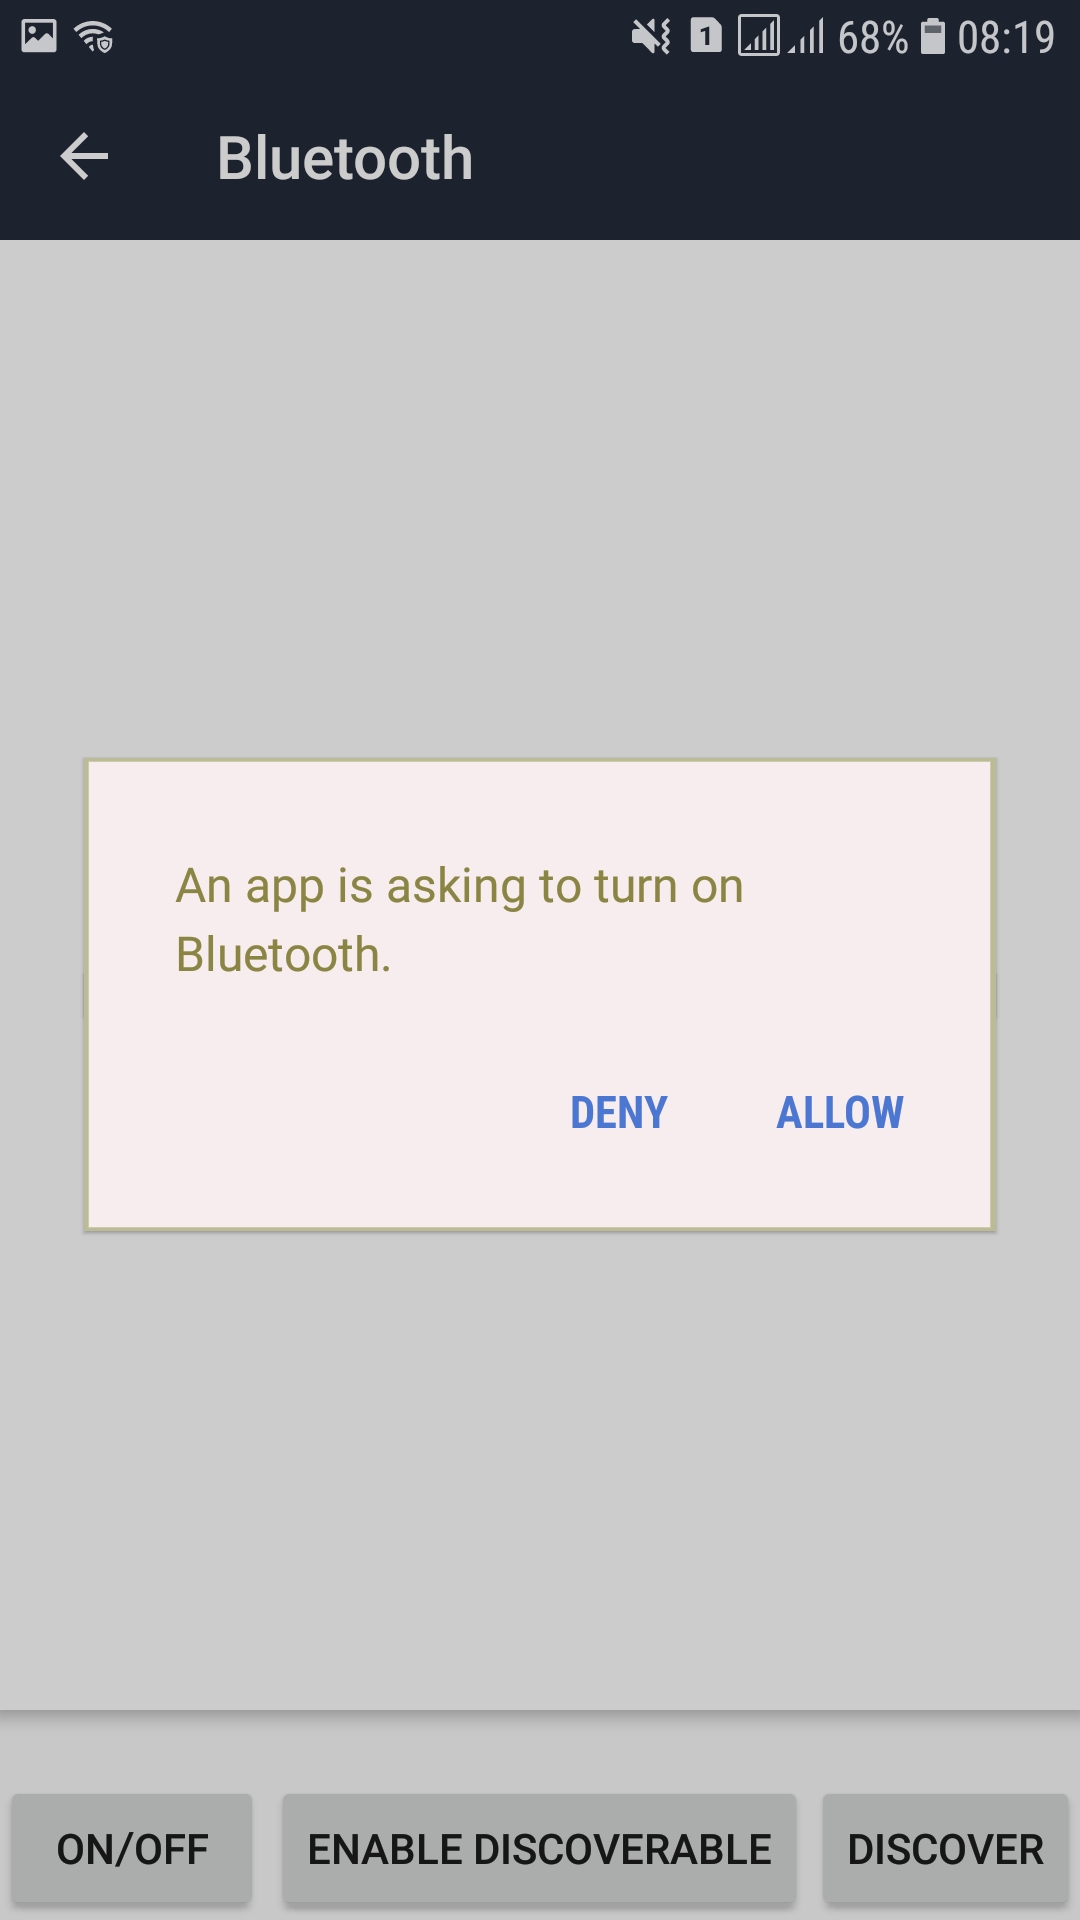 1 68% 08:19
Bluetooth
An app is asking to turn on
Bluetooth.
DENY ALLOW
ON/OFF ENABLE DISCOVERABLE DISCOVER